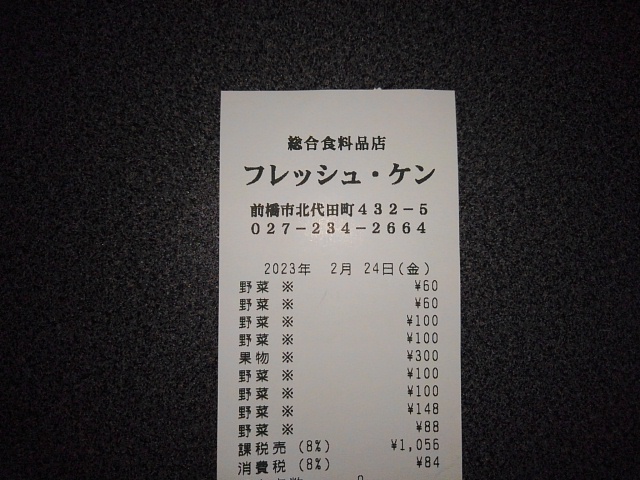 総合食料品店
フレッシュ・ケン
前橋市北代田町432-5
027-234-2664
2023年 2月 24日(金)
野菜 ※ ¥60
野菜 ※ ¥60
野菜 ※ ¥100
野菜 ※ ¥100
果物 ※ ¥300
野菜 ※ ¥100
野菜 ※ ¥100
野菜 ※ ¥148
野菜 ※ ¥88
課税売 (8%) ¥1,056
消費税 (8%) ¥84